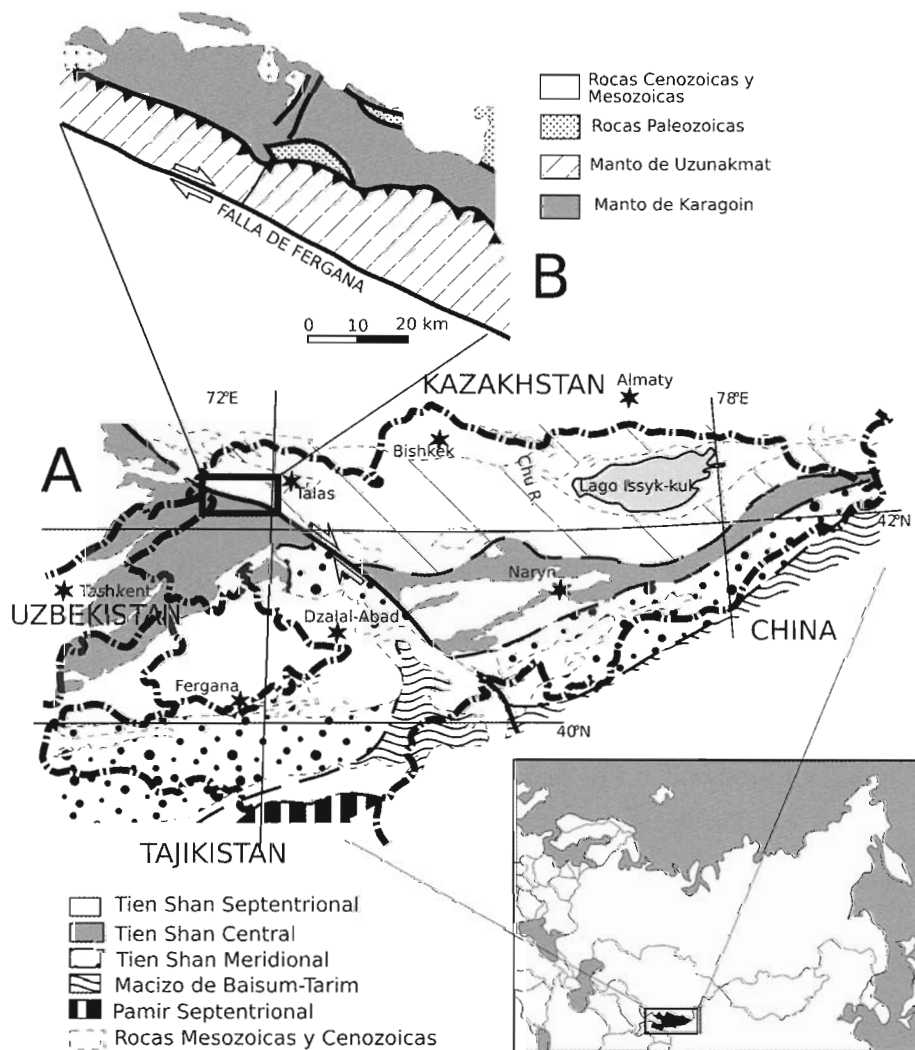 Rocas Cenozoicas y
Mesozoicas
Rocas Paleozoicas
Manto de Uzunakmat
Manto de Karagoin
FALLA DE FERGANA
B
0 10 20 km
72°E
KAZAKHSTAN
Almaty
78°E
A
Bishkek
Chu R
Talas
Lago Issyk-kul
42°N
Tashkent
Naryn
UZBEKISTAN
Dzalal-Abad
CHINA
Fergana
40°N
TAJIKISTAN
Tien Shan Septentrional
Tien Shan Central
Tien Shan Meridional
Macizo de Baisum-Tarim
Pamir Septentrional
Rocas Mesozoicas y Cenozoicas